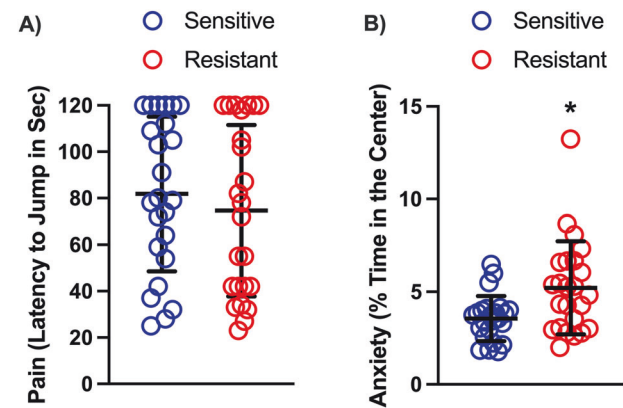 A)
Sensitive
Resistant
Pain (Latency to Jump in Sec)
120
100
80
60
40
20
0
B)
Sensitive
Resistant
Anxiety (% Time in the Center)
15
10
5
0
*